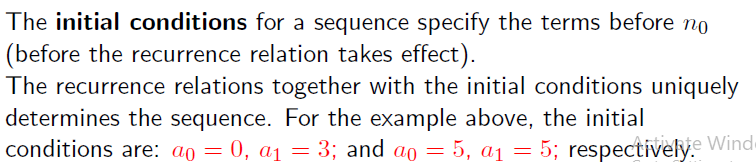 The initial conditions for a sequence specify the terms before n₀
(before the recurrence relation takes effect).
The recurrence relations together with the initial conditions uniquely
determines the sequence. For the example above, the initial
conditions are: a₀ = 0, a₁ = 3; and a₀ = 5, a₁ = 5; respectively.
Activate Wind